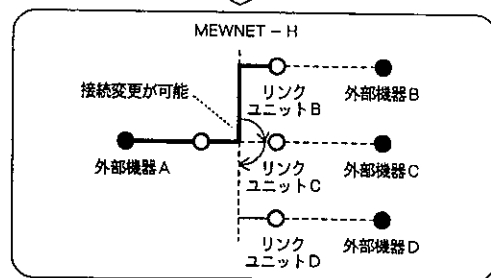 MEWNET－H
接続変更が可能
リンク
ユニットB
外部機器B
外部機器A
リンク
ユニットC
外部機器C
リンク
ユニットD
外部機器D